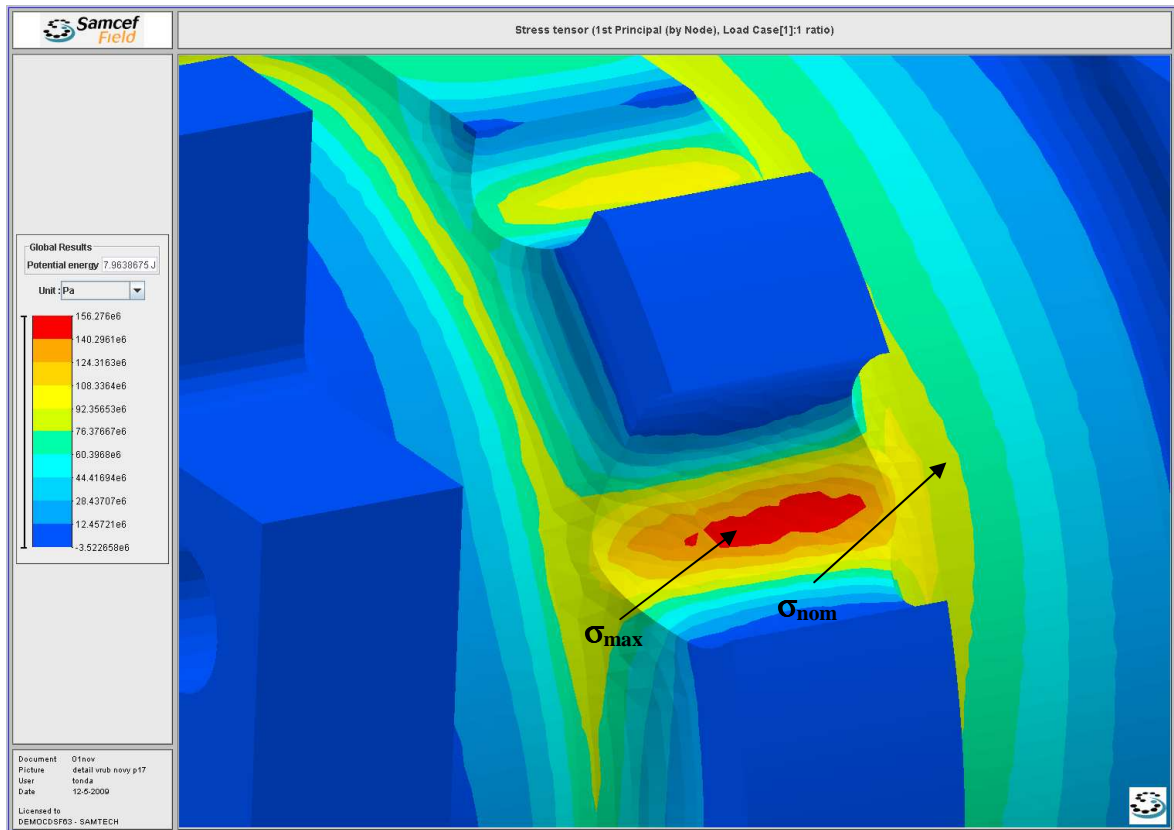 Samcef
Field
Stress tensor (1st Principal (by Node), Load Case[1]:1 ratio)
Global Results
Potential energy 7.9638675 J
Unit : Pa
156.276e6
140.2961e6
124.3163e6
108.3364e6
92.35653e6
76.37667e6
60.3968e6
44.41694e6
28.43707e6
12.45721e6
-3.522658e6
σmax
σnom
Document 01nov
Picture detail vrub novy p17
User tonda
Date 12-5-2009
Licensed to
DEMOCDSF63 - SAMTECH